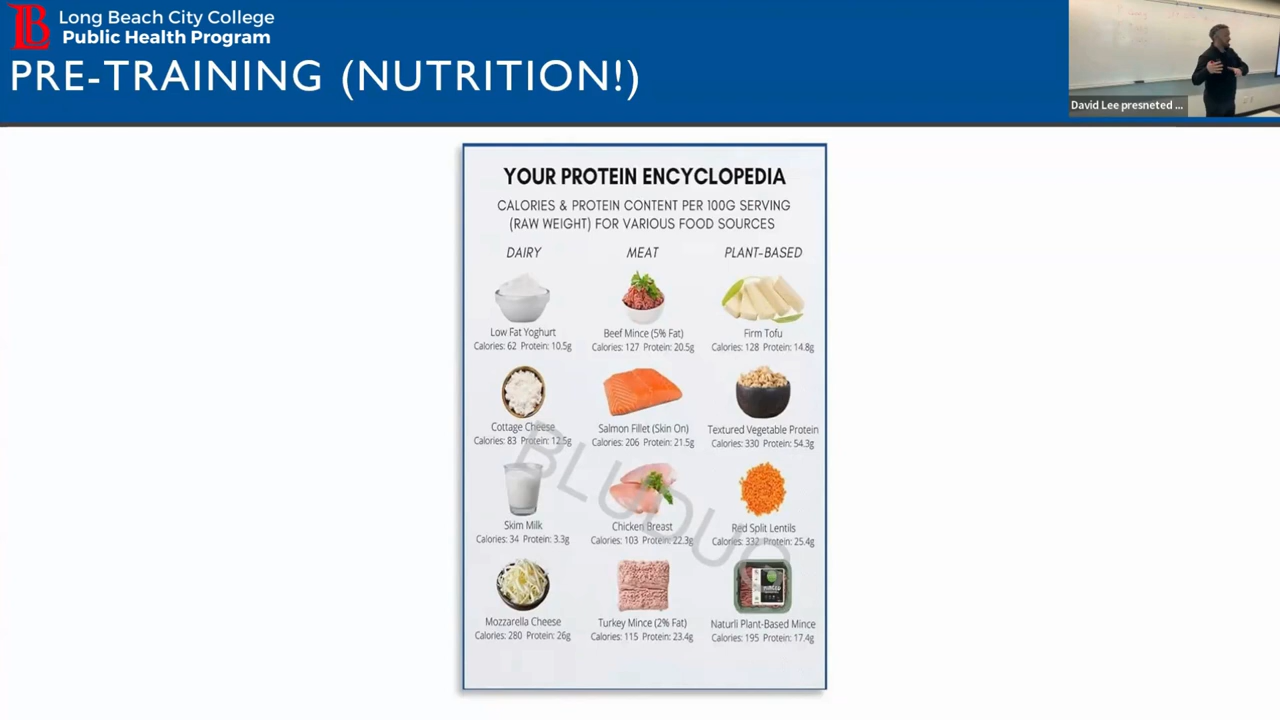 Long Beach City College
Public Health Program
PRE-TRAINING (NUTRITION!)
David Lee presneted ...
YOUR PROTEIN ENCYCLOPEDIA
CALORIES & PROTEIN CONTENT PER 100G SERVING
(RAW WEIGHT) FOR VARIOUS FOOD SOURCES
DAIRY MEAT PLANT-BASED
Low Fat Yoghurt
Calories: 62 Protein: 10.5g
Beef Mince (5% Fat)
Calories: 127 Protein: 20.5g
Firm Tofu
Calories: 128 Protein: 14.8g
Cottage Cheese
Calories: 83 Protein: 12.5g
Salmon Fillet (Skin On)
Calories: 206 Protein: 21.5g
Textured Vegetable Protein
Calories: 330 Protein: 54.3g
Skim Milk
Calories: 34 Protein: 3.3g
Chicken Breast
Calories: 103 Protein: 22.3g
Red Split Lentils
Calories: 332 Protein: 25.4g
Mozzarella Cheese
Calories: 280 Protein: 26g
Turkey Mince (2% Fat)
Calories: 115 Protein: 23.4g
Naturli Plant-Based Mince
Calories: 195 Protein: 17.4g